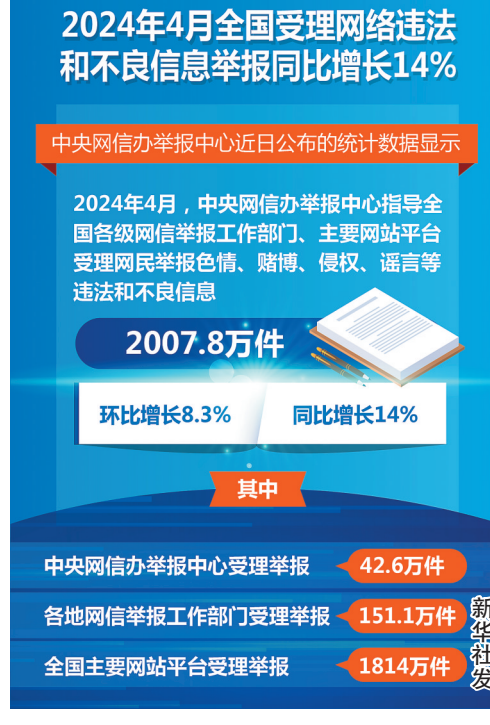 2024年4月全国受理网络违法
和不良信息举报同比增长14%
中央网信办举报中心近日公布的统计数据显示
2024年4月，中央网信办举报中心指导全
国各级网信举报工作部门、主要网站平台
受理网民举报色情、赌博、侵权、谣言等
违法和不良信息
2007.8万件
环比增长8.3%
同比增长14%
其中
中央网信办举报中心受理举报
42.6万件
各地网信举报工作部门受理举报
151.1万件
全国主要网站平台受理举报
1814万件
新华社发